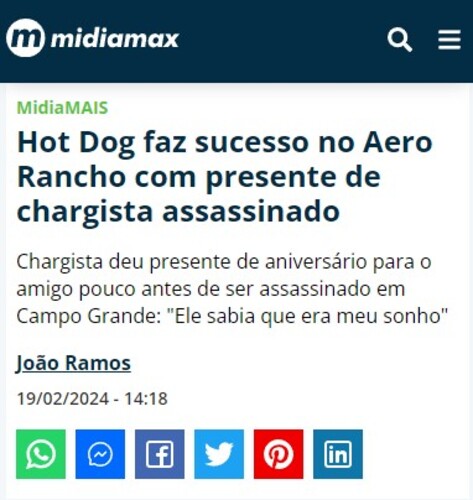 m midiamax
MidiaMAIS
Hot Dog faz sucesso no Aero
Rancho com presente de
chargista assassinado
Chargista deu presente de aniversário para o
amigo pouco antes de ser assassinado em
Campo Grande: "Ele sabia que era meu sonho"
João Ramos
19/02/2024 - 14:18